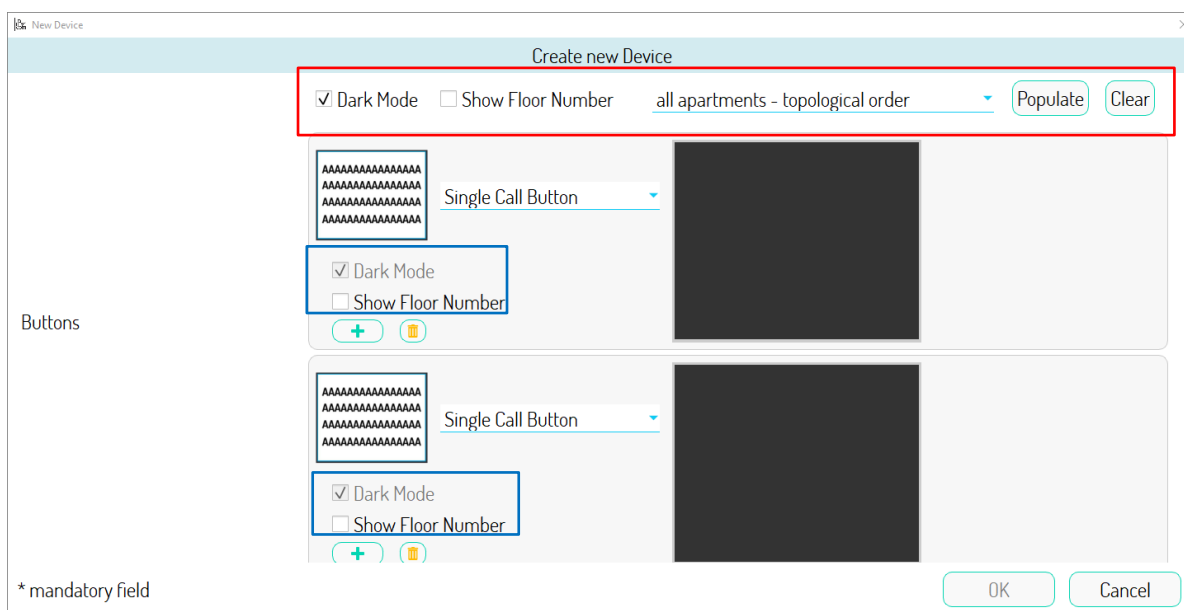 New Device
Create new Device
Dark Mode Show Floor Number all apartments - topological order Populate Clear
AAAAAAAAAAAAAAAA
AAAAAAAAAAAAAAAA
AAAAAAAAAAAAAAAA
AAAAAAAAAAAAAAAA
Single Call Button
Dark Mode
Show Floor Number
Buttons
AAAAAAAAAAAAAAAA
AAAAAAAAAAAAAAAA
AAAAAAAAAAAAAAAA
AAAAAAAAAAAAAAAA
Single Call Button
Dark Mode
Show Floor Number
* mandatory field OK Cancel